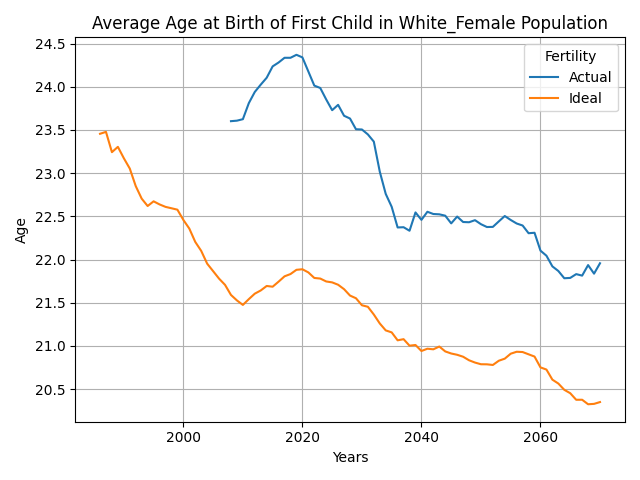 Average Age at Birth of First Child in White_Female Population
Fertility
Actual
Ideal
Age
24.5
24.0
23.5
23.0
22.5
22.0
21.5
21.0
20.5
2000
2020
2040
2060
Years